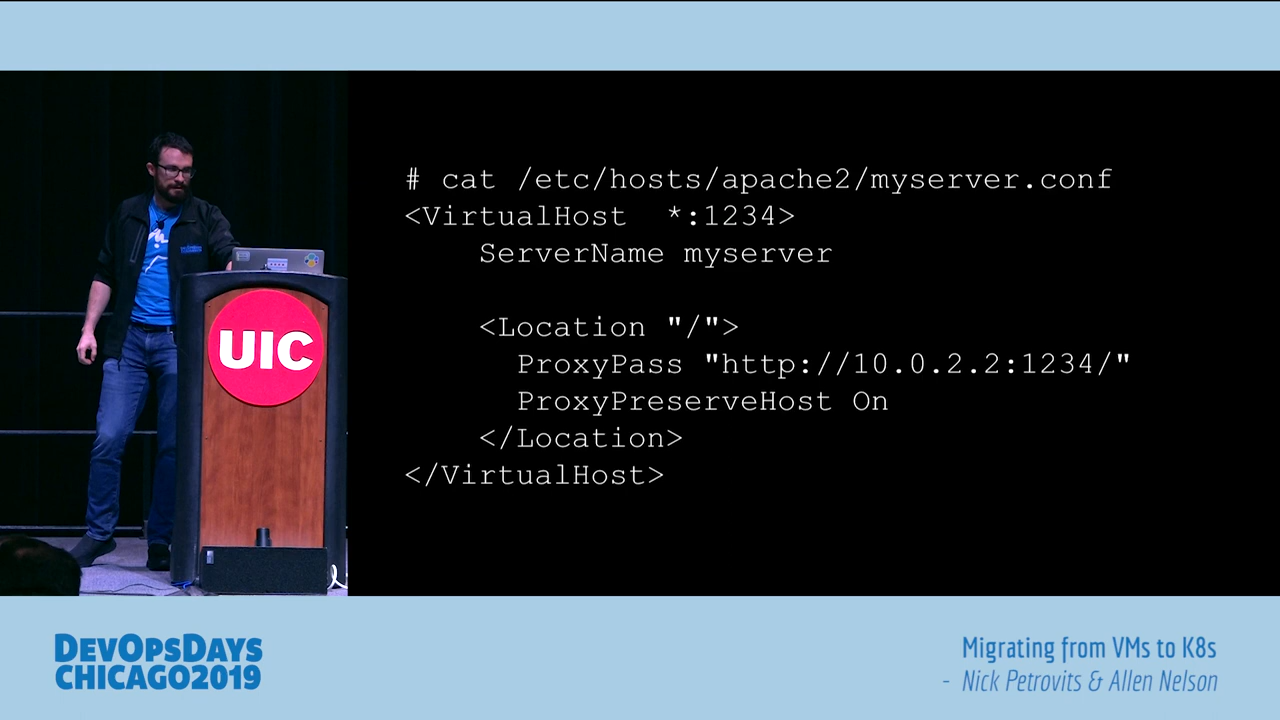 # cat /etc/hosts/apache2/myserver.conf
<VirtualHost  *:1234>
    ServerName myserver

    <Location "/">
      ProxyPass "http://10.0.2.2:1234/"
      ProxyPreserveHost On
    </Location>
</VirtualHost>
UIC
DEVOPSDAYS
CHICAGO2019
Migrating from VMs to K8s
- Nick Petrovits & Allen Nelson